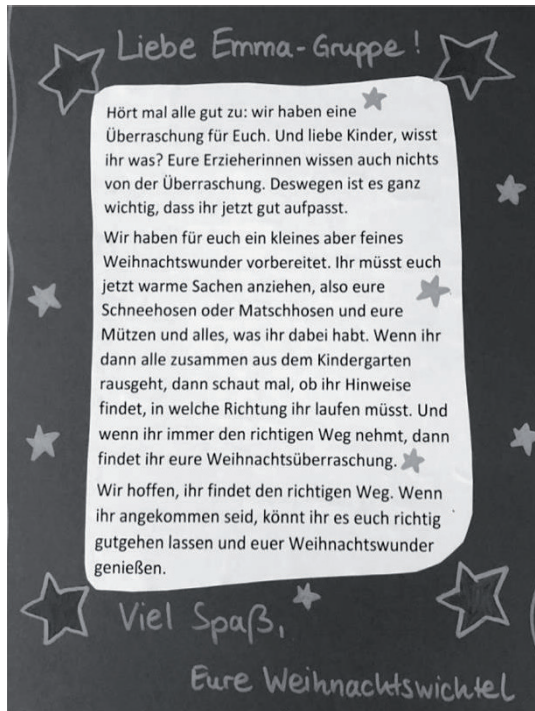 Liebe Emma-Gruppe!
Hört mal alle gut zu: wir haben eine
Überraschung für Euch. Und liebe Kinder, wisst
ihr was? Eure Erzieherinnen wissen auch nichts
von der Überraschung. Deswegen ist es ganz
wichtig, dass ihr jetzt gut aufpasst.
Wir haben für euch ein kleines aber feines
Weihnachtswunder vorbereitet. Ihr müsst euch
jetzt warme Sachen anziehen, also eure
Schneehosen oder Matschhosen und eure
Mützen und alles, was ihr dabei habt. Wenn ihr
dann alle zusammen aus dem Kindergarten
rausgeht, dann schaut mal, ob ihr Hinweise
findet, in welche Richtung ihr laufen müsst. Und
wenn ihr immer den richtigen Weg nehmt, dann
findet ihr eure Weihnachtsüberraschung.
Wir hoffen, ihr findet den richtigen Weg. Wenn
ihr angekommen seid, könnt ihr es euch richtig
gutgehen lassen und euer Weihnachtswunder
genießen.
Viel Spaß,
Eure Weihnachtswichtel